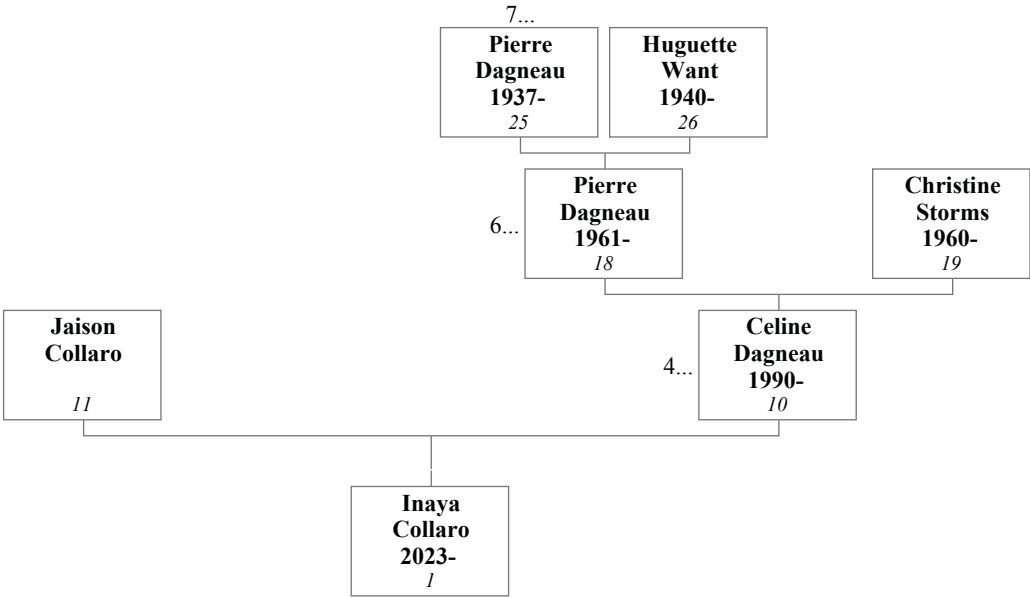 7...
Pierre
Dagneau
1937-
25
Huguette
Want
1940-
26
6...
Pierre
Dagneau
1961-
18
Christine
Storms
1960-
19
Jaison
Collaro
11
4...
Celine
Dagneau
1990-
10
Inaya
Collaro
2023-
1